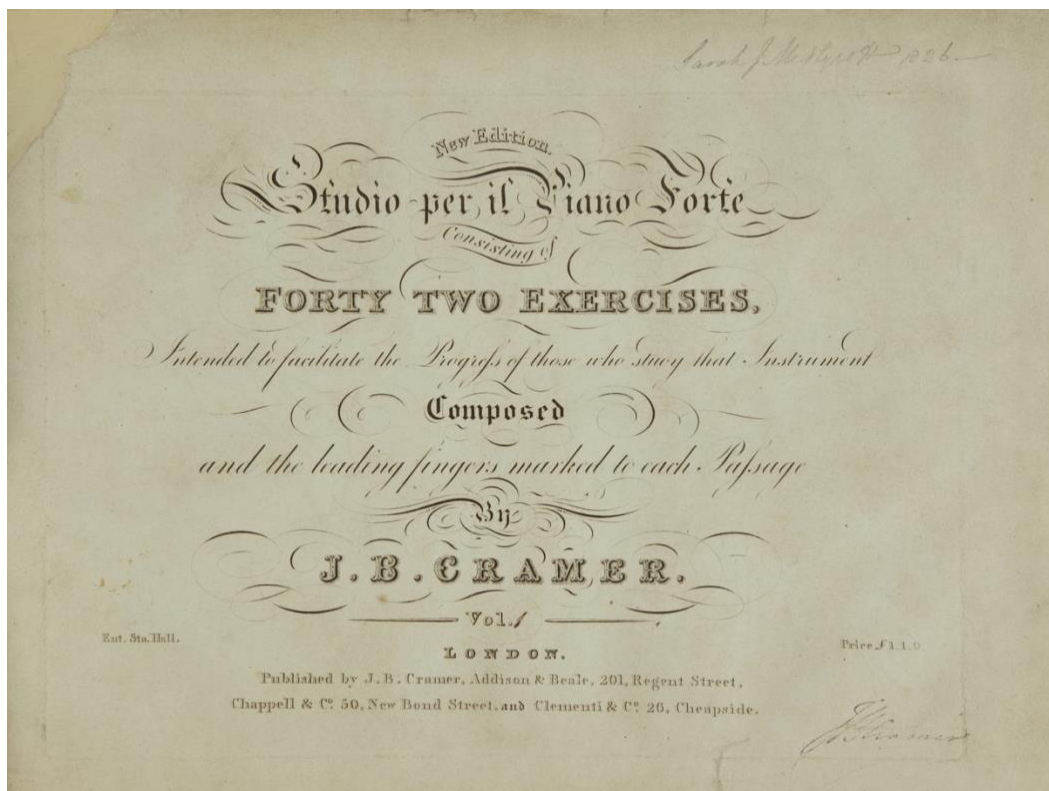 Sarah J.
New Edition.
Studio per il Piano Forte
Consisting of
FORTY TWO EXERCISES,
Intended to facilitate the Progreſs of those who study that Instrument
Composed
and the leading fingers marked to each Paſsage
By
J. B. CRAMER.
Vol. 1
Ent. Sta. Hall.
Price £1.1.0
LONDON.
Published by J. B. Cramer, Addison & Beale, 201, Regent Street,
Chappell & Co. 50, New Bond Street, and Clementi & Co. 26, Cheapside.
J B Cramer